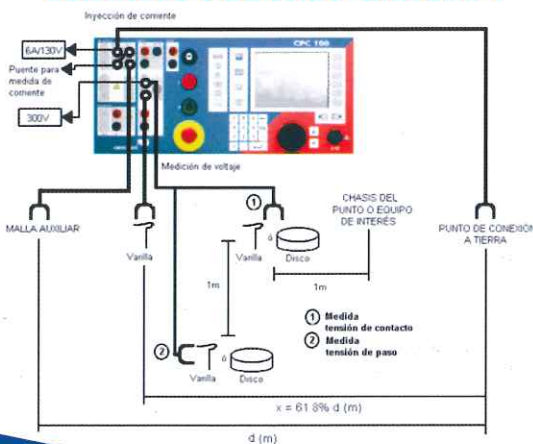 Inyección de corriente
6A/130V
Puente para
medida de
corriente
300V
CPC 100
Medición de voltaje
MALLA AUXILIAR
Varilla
①
Varilla
ó
Disco
CHASIS DEL
PUNTO O EQUIPO
DE INTERÉS
PUNTO DE CONEXIÓN
A TIERRA
1m
1m
① Medida
tensión de contacto
② Medida
tensión de paso
②
Varilla
ó
Disco
x = 61.8% d (m)
d (m)